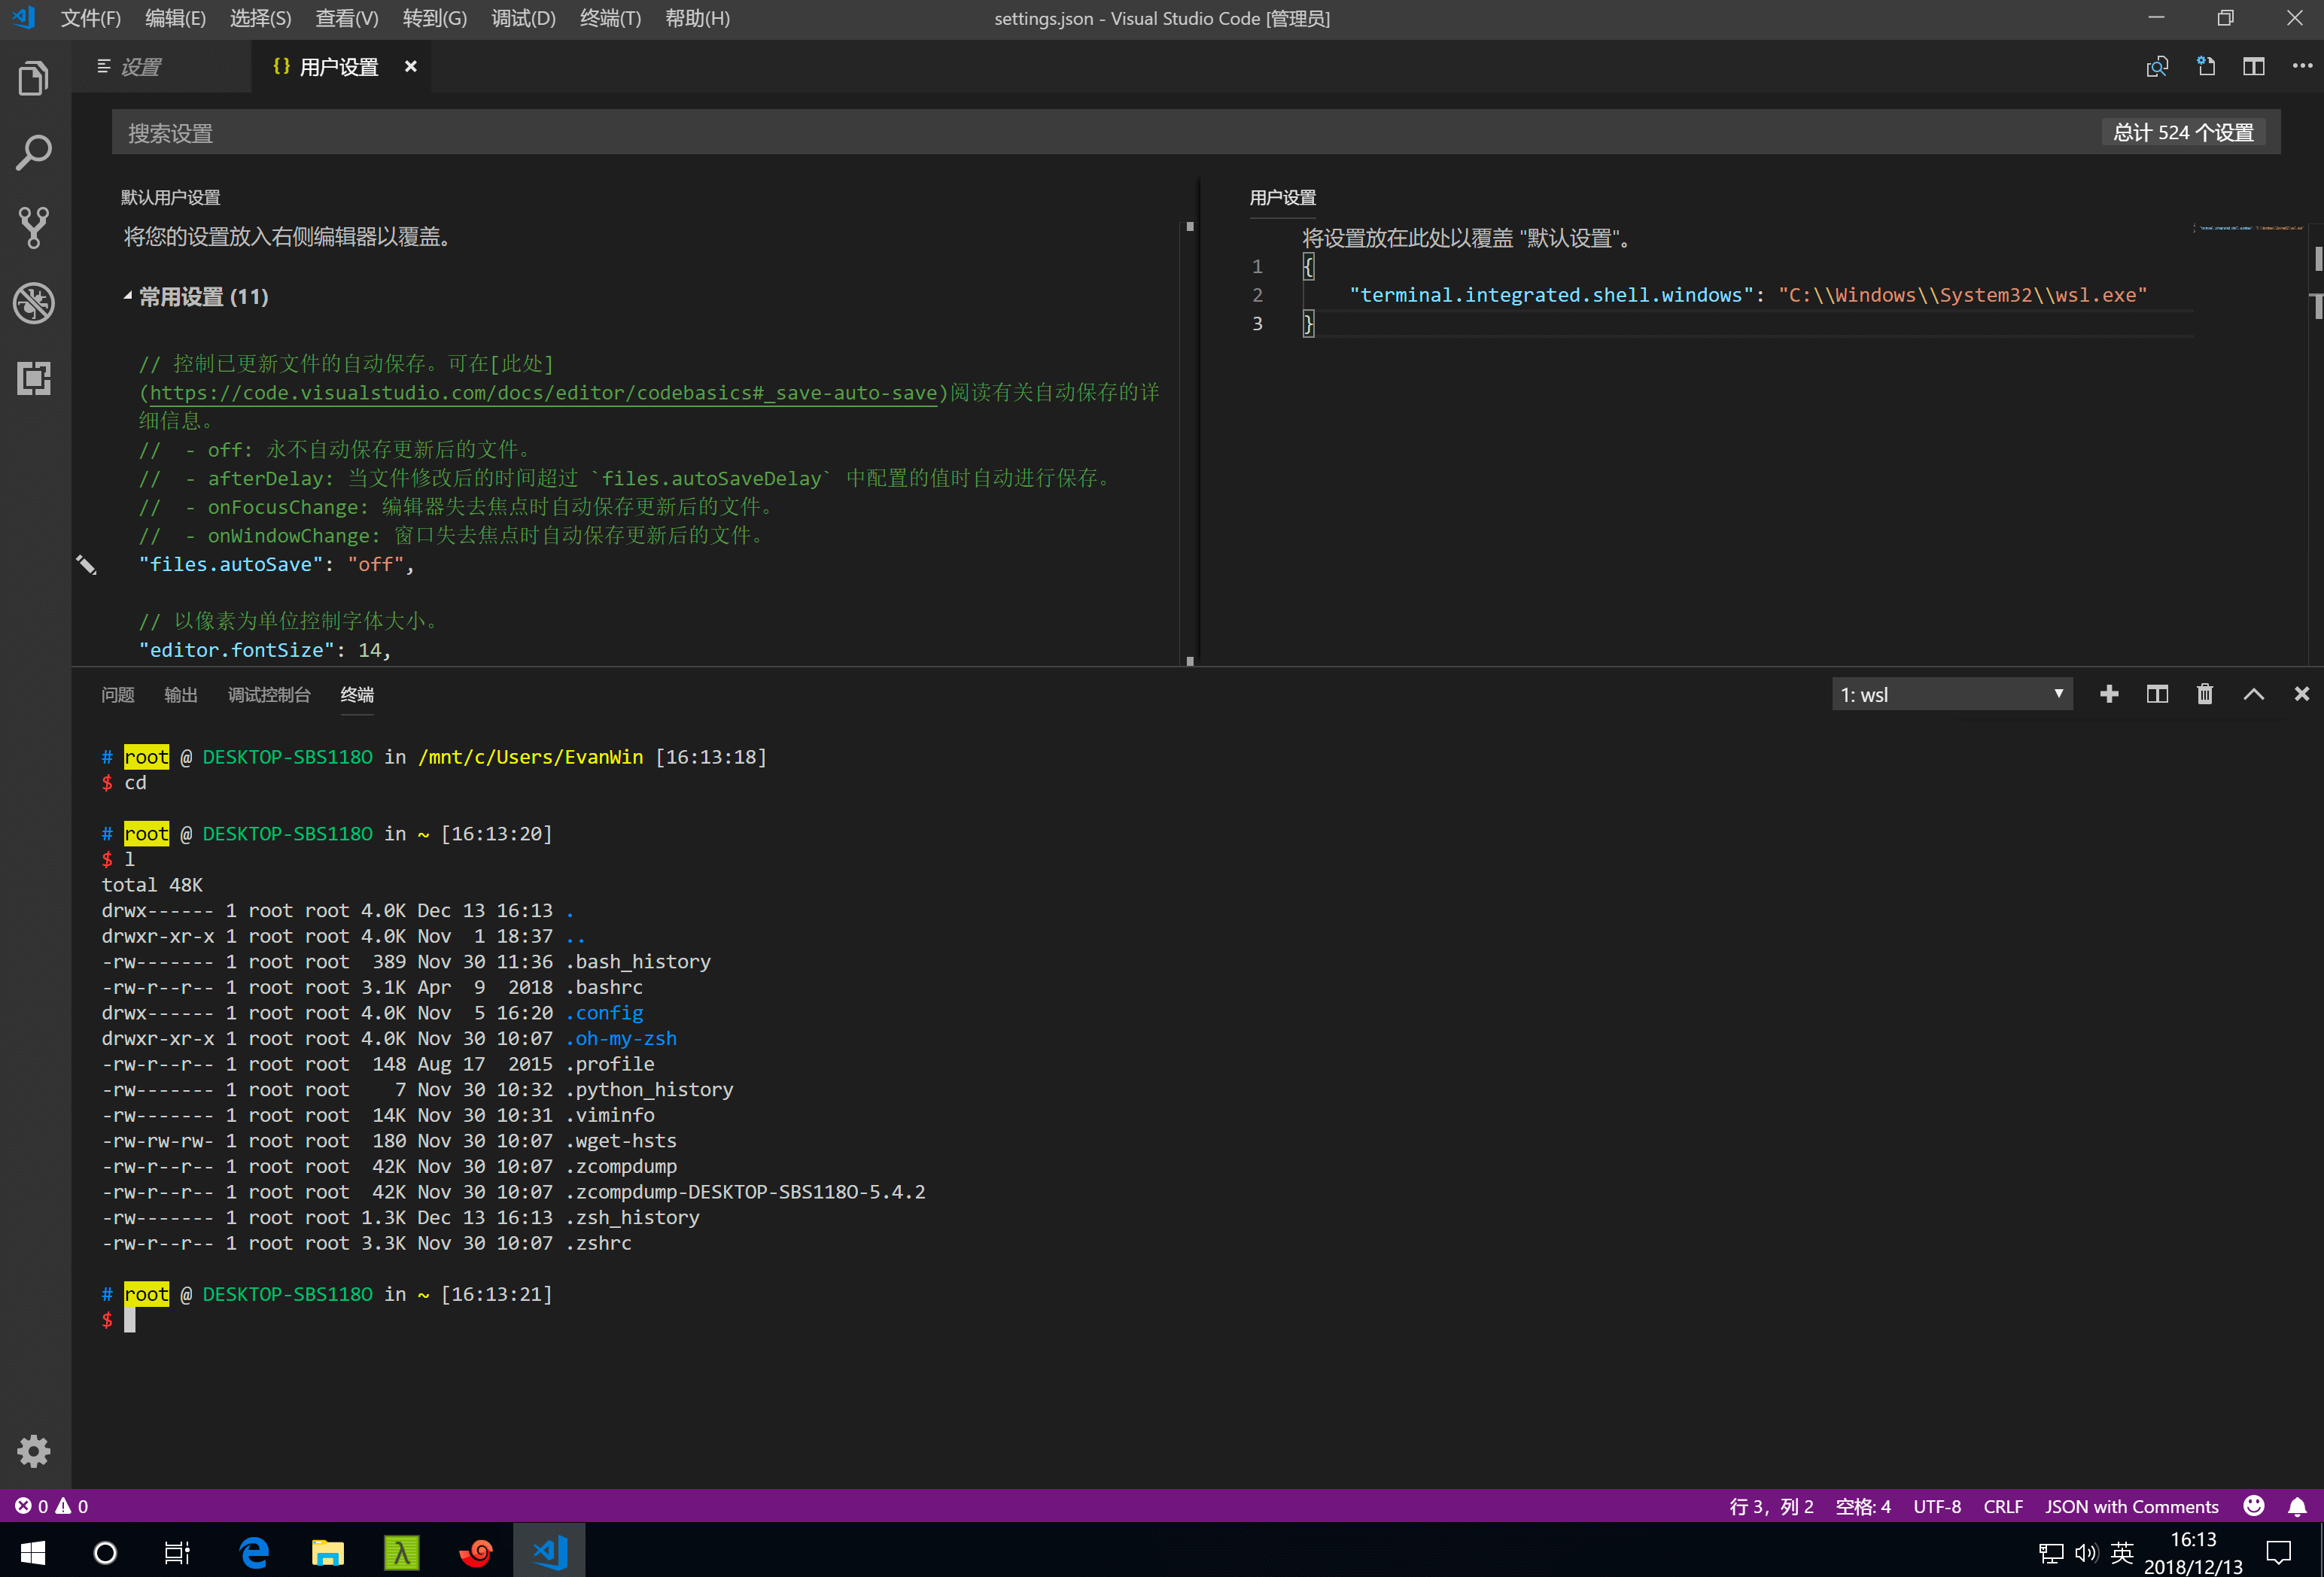 文件(F) 编辑(E) 选择(S) 查看(V) 转到(G) 调试(D) 终端(T) 帮助(H) settings.json - Visual Studio Code [管理员]
设置 {} 用户设置
搜索设置 总计 524 个设置
默认用户设置
将您的设置放入右侧编辑器以覆盖。
常用设置 (11)
// 控制已更新文件的自动保存。可在[此处]
(https://code.visualstudio.com/docs/editor/codebasics#_save-auto-save)阅读有关自动保存的详
细信息。
//  - off: 永不自动保存更新后的文件。
//  - afterDelay: 当文件修改后的时间超过 `files.autoSaveDelay` 中配置的值时自动进行保存。
//  - onFocusChange: 编辑器失去焦点时自动保存更新后的文件。
//  - onWindowChange: 窗口失去焦点时自动保存更新后的文件。
"files.autoSave": "off",
// 以像素为单位控制字体大小。
"editor.fontSize": 14,
用户设置
将设置放在此处以覆盖 "默认设置"。
1 {
2 "terminal.integrated.shell.windows": "C:\\Windows\\System32\\wsl.exe"
3 }
问题 输出 调试控制台 终端 1: wsl
# root @ DESKTOP-SBS118O in /mnt/c/Users/EvanWin [16:13:18]
$ cd
# root @ DESKTOP-SBS118O in ~ [16:13:20]
$ l
total 48K
drwx------ 1 root root 4.0K Dec 13 16:13 .
drwxr-xr-x 1 root root 4.0K Nov  1 18:37 ..
-rw------- 1 root root  389 Nov 30 11:36 .bash_history
-rw-r--r-- 1 root root 3.1K Apr  9  2018 .bashrc
drwx------ 1 root root 4.0K Nov  5 16:20 .config
drwxr-xr-x 1 root root 4.0K Nov 30 10:07 .oh-my-zsh
-rw-r--r-- 1 root root  148 Aug 17  2015 .profile
-rw------- 1 root root    7 Nov 30 10:32 .python_history
-rw------- 1 root root  14K Nov 30 10:31 .viminfo
-rw-rw-rw- 1 root root  180 Nov 30 10:07 .wget-hsts
-rw-r--r-- 1 root root  42K Nov 30 10:07 .zcompdump
-rw-r--r-- 1 root root  42K Nov 30 10:07 .zcompdump-DESKTOP-SBS118O-5.4.2
-rw------- 1 root root 1.3K Dec 13 16:13 .zsh_history
-rw-r--r-- 1 root root 3.3K Nov 30 10:07 .zshrc
# root @ DESKTOP-SBS118O in ~ [16:13:21]
$
0 0 行 3，列 2 空格: 4 UTF-8 CRLF JSON with Comments
英 16:13
2018/12/13